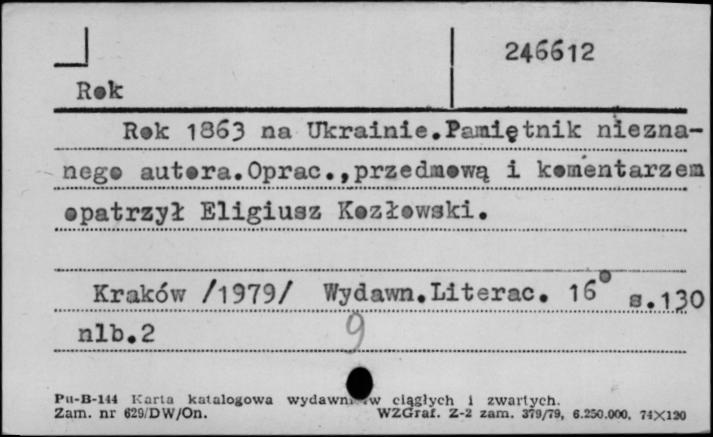 246612
Rok
Rok 1863 na Ukrainie.Pamiętnik niezna-
nego autora.Oprac.,przedmową i komentarzem
opatrzył Eligiusz Kozłowski.
Kraków /1979/ Wydawn.Literac. 16° s.130
nlb.2 9
Pu-B-144 Karta katalogowa wydawn w ciągłych i zwartych.
Zam. nr 629/DW/On. WZGraf. Z-2 zam. 379/79, 6.250.000, 74X120